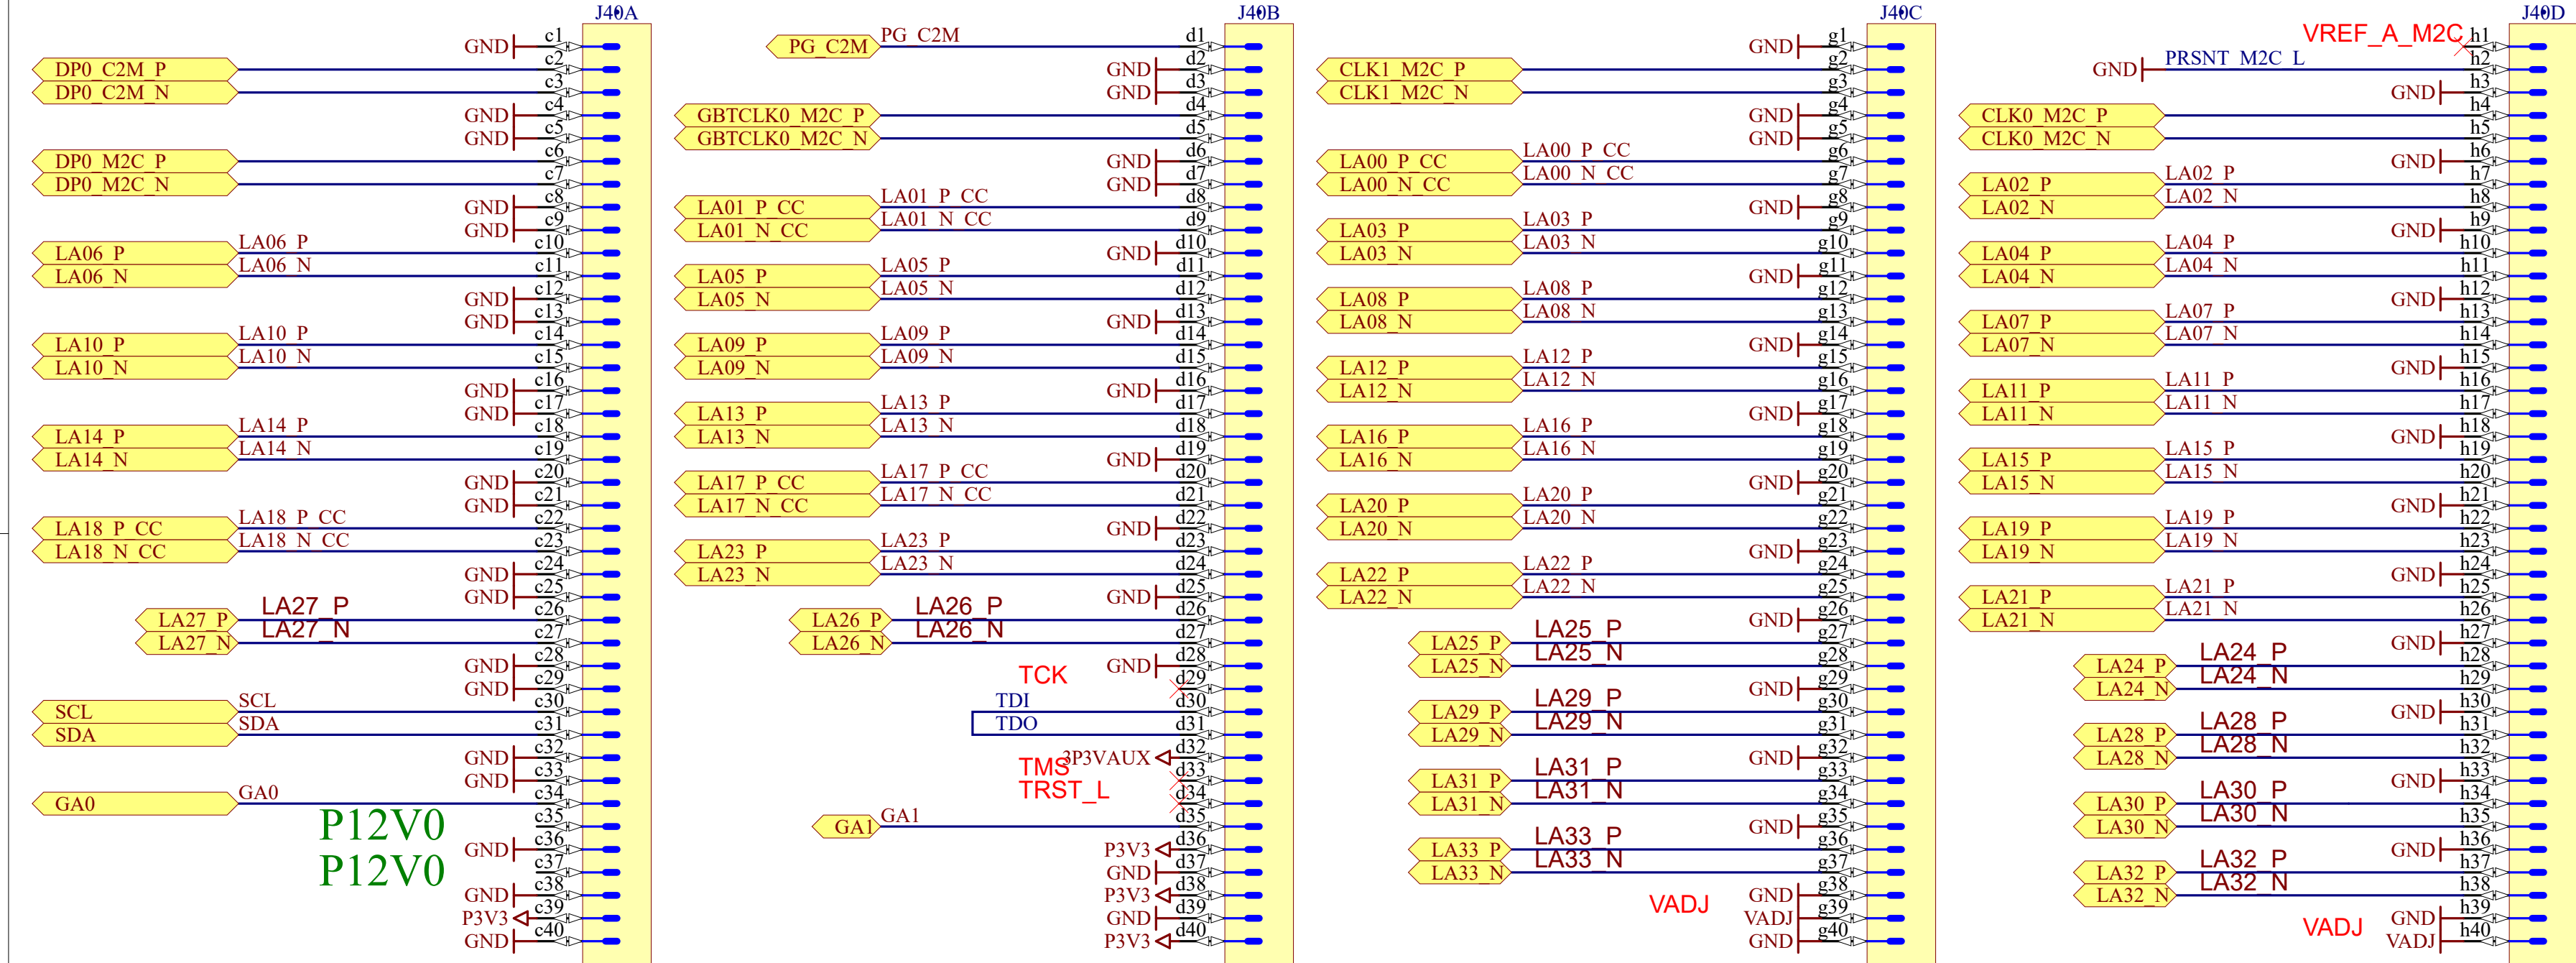 J40A
GND c1
DP0_C2M_P c2
DP0_C2M_N c3
GND c4
GND c5
DP0_M2C_P c6
DP0_M2C_N c7
GND c8
GND c9
LA06_P LA06_P c10
LA06_N LA06_N c11
GND c12
GND c13
LA10_P LA10_P c14
LA10_N LA10_N c15
GND c16
GND c17
LA14_P LA14_P c18
LA14_N LA14_N c19
GND c20
GND c21
LA18_P_CC LA18_P_CC c22
LA18_N_CC LA18_N_CC c23
GND c24
GND c25
LA27_P LA27_P c26
LA27_N LA27_N c27
GND c28
GND c29
SCL SCL c30
SDA SDA c31
GND c32
GND c33
GA0 GA0 c34
P12V0 c35
GND c36
P12V0 c37
GND c38
P3V3 c39
GND c40
J40B
PG_C2M PG_C2M d1
GND d2
GND d3
GBTCLK0_M2C_P d4
GBTCLK0_M2C_N d5
GND d6
GND d7
LA01_P_CC LA01_P_CC d8
LA01_N_CC LA01_N_CC d9
GND d10
LA05_P LA05_P d11
LA05_N LA05_N d12
GND d13
LA09_P LA09_P d14
LA09_N LA09_N d15
GND d16
LA13_P LA13_P d17
LA13_N LA13_N d18
GND d19
LA17_P_CC LA17_P_CC d20
LA17_N_CC LA17_N_CC d21
GND d22
LA23_P LA23_P d23
LA23_N LA23_N d24
GND d25
LA26_P LA26_P d26
LA26_N LA26_N d27
GND d28
TCK d29
TDI d30
TDO d31
3P3VAUX d32
TMS d33
TRST_L d34
GA1 GA1 d35
P3V3 d36
GND d37
P3V3 d38
GND d39
P3V3 d40
J40C
GND g1
CLK1_M2C_P g2
CLK1_M2C_N g3
GND g4
GND g5
LA00_P_CC LA00_P_CC g6
LA00_N_CC LA00_N_CC g7
GND g8
LA03_P LA03_P g9
LA03_N LA03_N g10
GND g11
LA08_P LA08_P g12
LA08_N LA08_N g13
GND g14
LA12_P LA12_P g15
LA12_N LA12_N g16
GND g17
LA16_P LA16_P g18
LA16_N LA16_N g19
GND g20
LA20_P LA20_P g21
LA20_N LA20_N g22
GND g23
LA22_P LA22_P g24
LA22_N LA22_N g25
GND g26
LA25_P LA25_P g27
LA25_N LA25_N g28
GND g29
LA29_P LA29_P g30
LA29_N LA29_N g31
GND g32
LA31_P LA31_P g33
LA31_N LA31_N g34
GND g35
LA33_P LA33_P g36
LA33_N LA33_N g37
GND g38
VADJ VADJ g39
GND g40
J40D
VREF_A_M2C h1
GND PRSNT_M2C_L h2
GND h3
CLK0_M2C_P h4
CLK0_M2C_N h5
GND h6
LA02_P LA02_P h7
LA02_N LA02_N h8
GND h9
LA04_P LA04_P h10
LA04_N LA04_N h11
GND h12
LA07_P LA07_P h13
LA07_N LA07_N h14
GND h15
LA11_P LA11_P h16
LA11_N LA11_N h17
GND h18
LA15_P LA15_P h19
LA15_N LA15_N h20
GND h21
LA19_P LA19_P h22
LA19_N LA19_N h23
GND h24
LA21_P LA21_P h25
LA21_N LA21_N h26
GND h27
LA24_P LA24_P h28
LA24_N LA24_N h29
GND h30
LA28_P LA28_P h31
LA28_N LA28_N h32
GND h33
LA30_P LA30_P h34
LA30_N LA30_N h35
GND h36
LA32_P LA32_P h37
LA32_N LA32_N h38
GND h39
VADJ VADJ h40